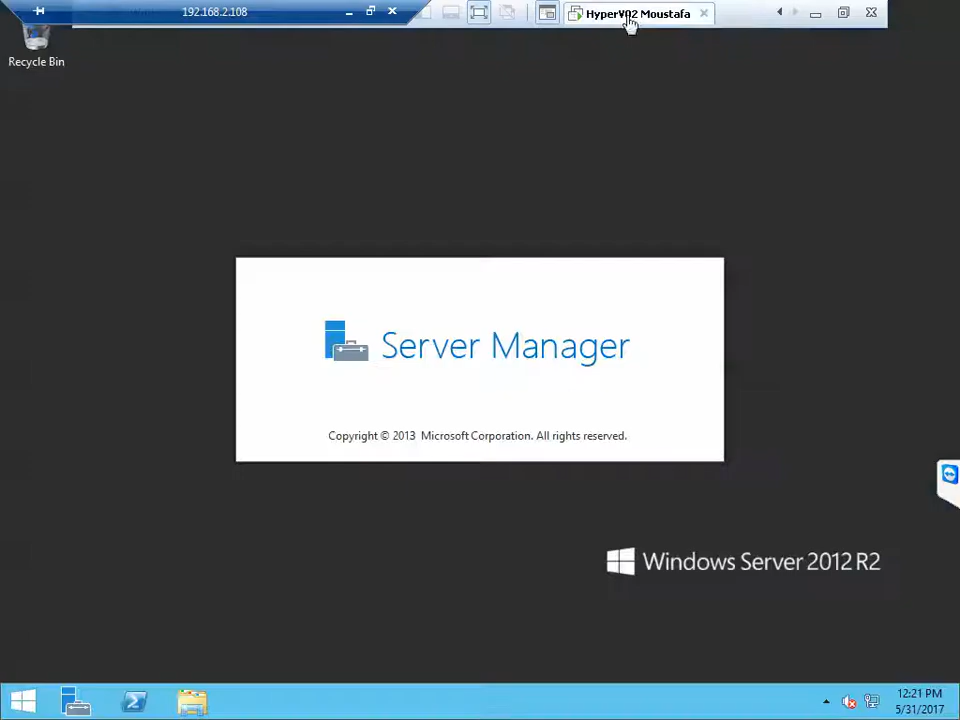 192.168.2.108
HyperV02 Moustafa
Recycle Bin
Server Manager
Copyright © 2013 Microsoft Corporation. All rights reserved.
Windows Server 2012 R2
12:21 PM
5/31/2017